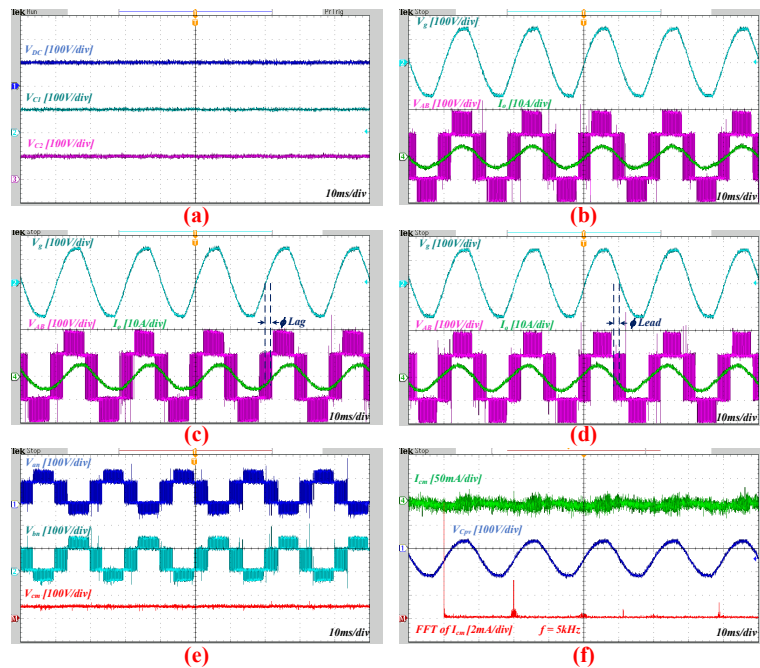 Tek Run PrTrig
V_DC [100V/div]
V_C1 [100V/div]
V_C2 [100V/div]
10ms/div
(a)
Tek Stop
V_g [100V/div]
V_AB [100V/div] I_o [10A/div]
10ms/div
(b)
Tek Stop
V_g [100V/div]
ϕ Lag
V_AB [100V/div] I_o [10A/div]
10ms/div
(c)
Tek Stop
V_g [100V/div]
ϕ Lead
V_AB [100V/div] I_o [10A/div]
10ms/div
(d)
Tek Stop
V_an [100V/div]
V_bn [100V/div]
V_cm [100V/div]
10ms/div
(e)
Tek Stop
I_cm [50mA/div]
V_Cpv [100V/div]
FFT of I_cm [2mA/div] f = 5kHz
10ms/div
(f)